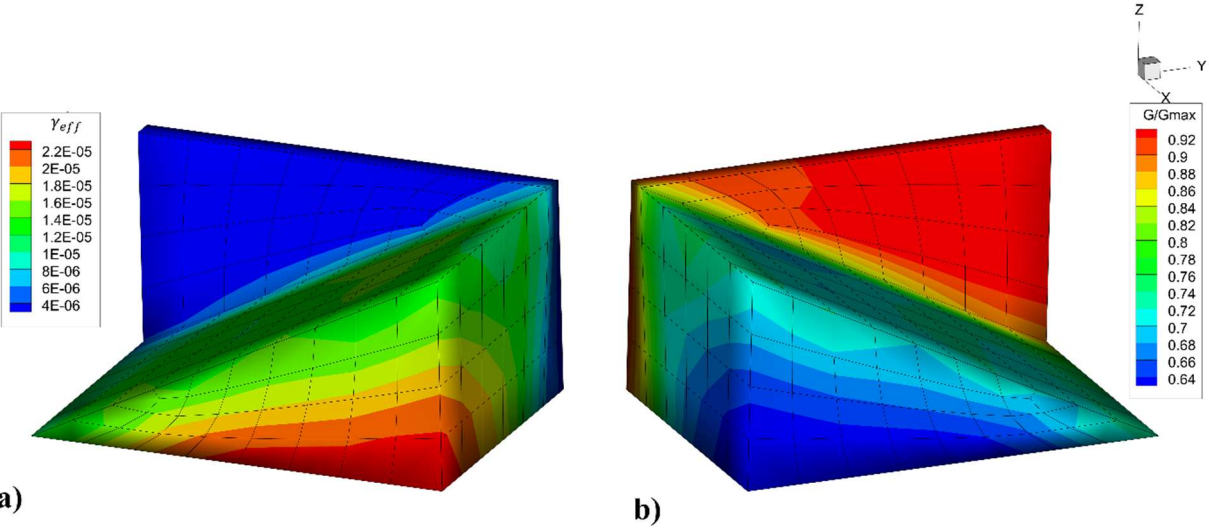 Z
Y
X
γeff
2.2E-05
2E-05
1.8E-05
1.6E-05
1.4E-05
1.2E-05
1E-05
8E-06
6E-06
4E-06
G/Gmax
0.92
0.9
0.88
0.86
0.84
0.82
0.8
0.78
0.76
0.74
0.72
0.7
0.68
0.66
0.64
a)
b)